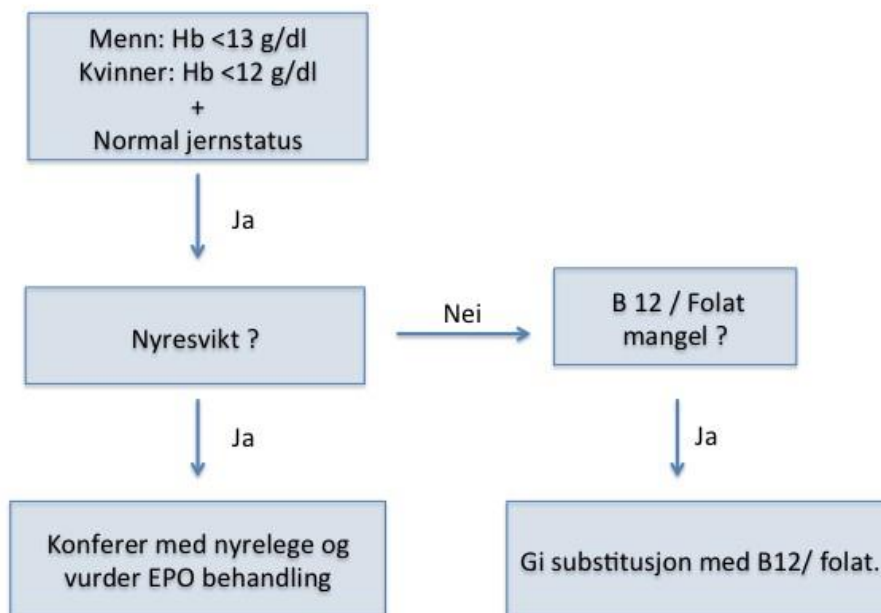 Menn: Hb <13 g/dl
Kvinner: Hb <12 g/dl
+
Normal jernstatus
Ja
Nyresvikt ?
Nei
B 12 / Folat
mangel ?
Ja
Ja
Konferer med nyrelege og
vurder EPO behandling
Gi substitusjon med B12/ folat.